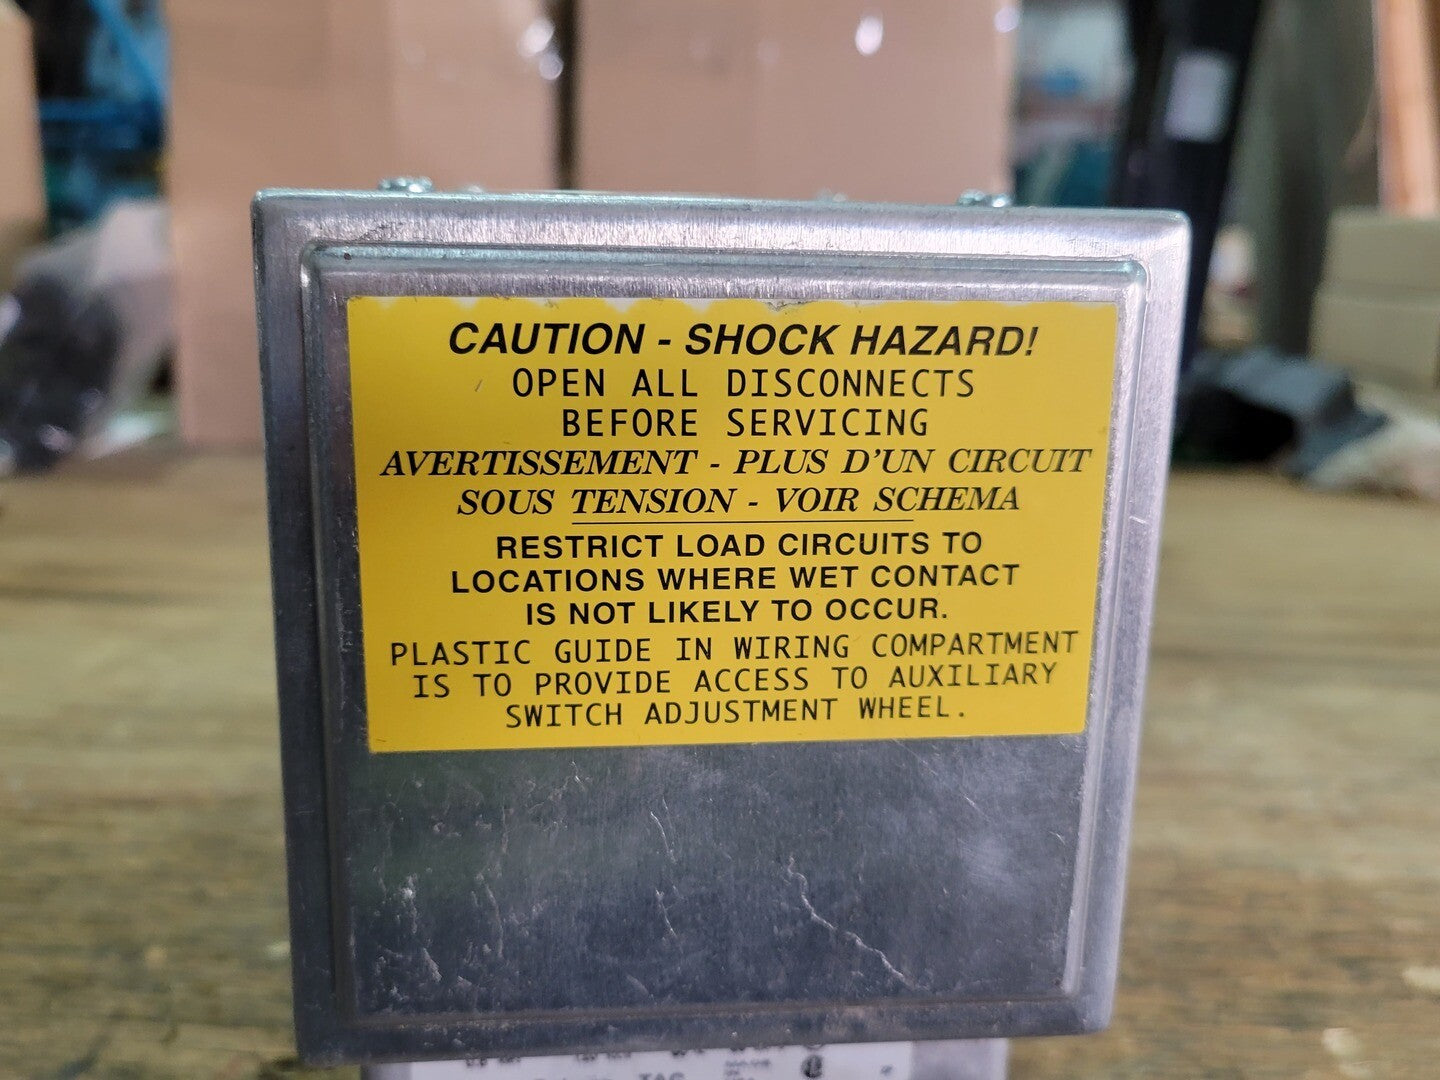 CAUTION - SHOCK HAZARD!
OPEN ALL DISCONNECTS
BEFORE SERVICING
AVERTISSEMENT - PLUS D'UN CIRCUIT
SOUS TENSION - VOIR SCHEMA
RESTRICT LOAD CIRCUITS TO
LOCATIONS WHERE WET CONTACT
IS NOT LIKELY TO OCCUR.
PLASTIC GUIDE IN WIRING COMPARTMENT
IS TO PROVIDE ACCESS TO AUXILIARY
SWITCH ADJUSTMENT WHEEL.